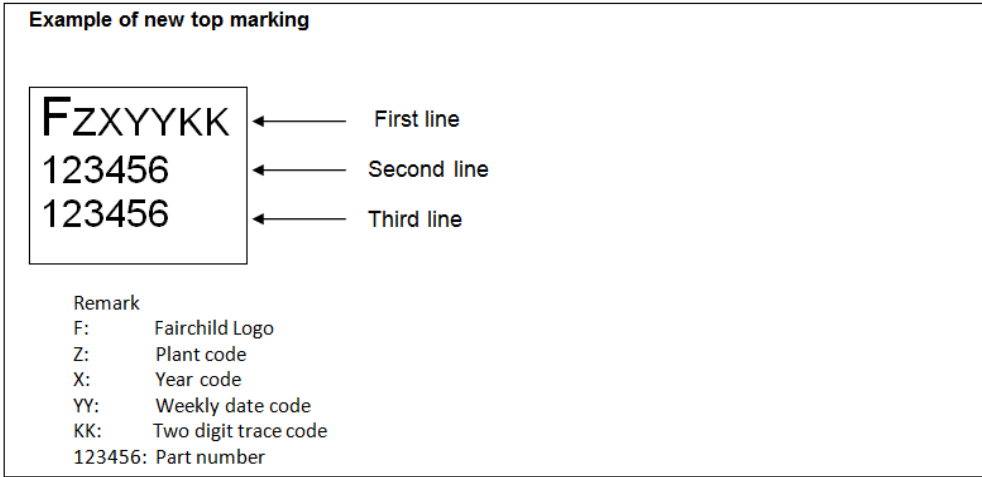 Example of new top marking
FZXYYKK First line
123456 Second line
123456 Third line
Remark
F: Fairchild Logo
Z: Plant code
X: Year code
YY: Weekly date code
KK: Two digit trace code
123456: Part number